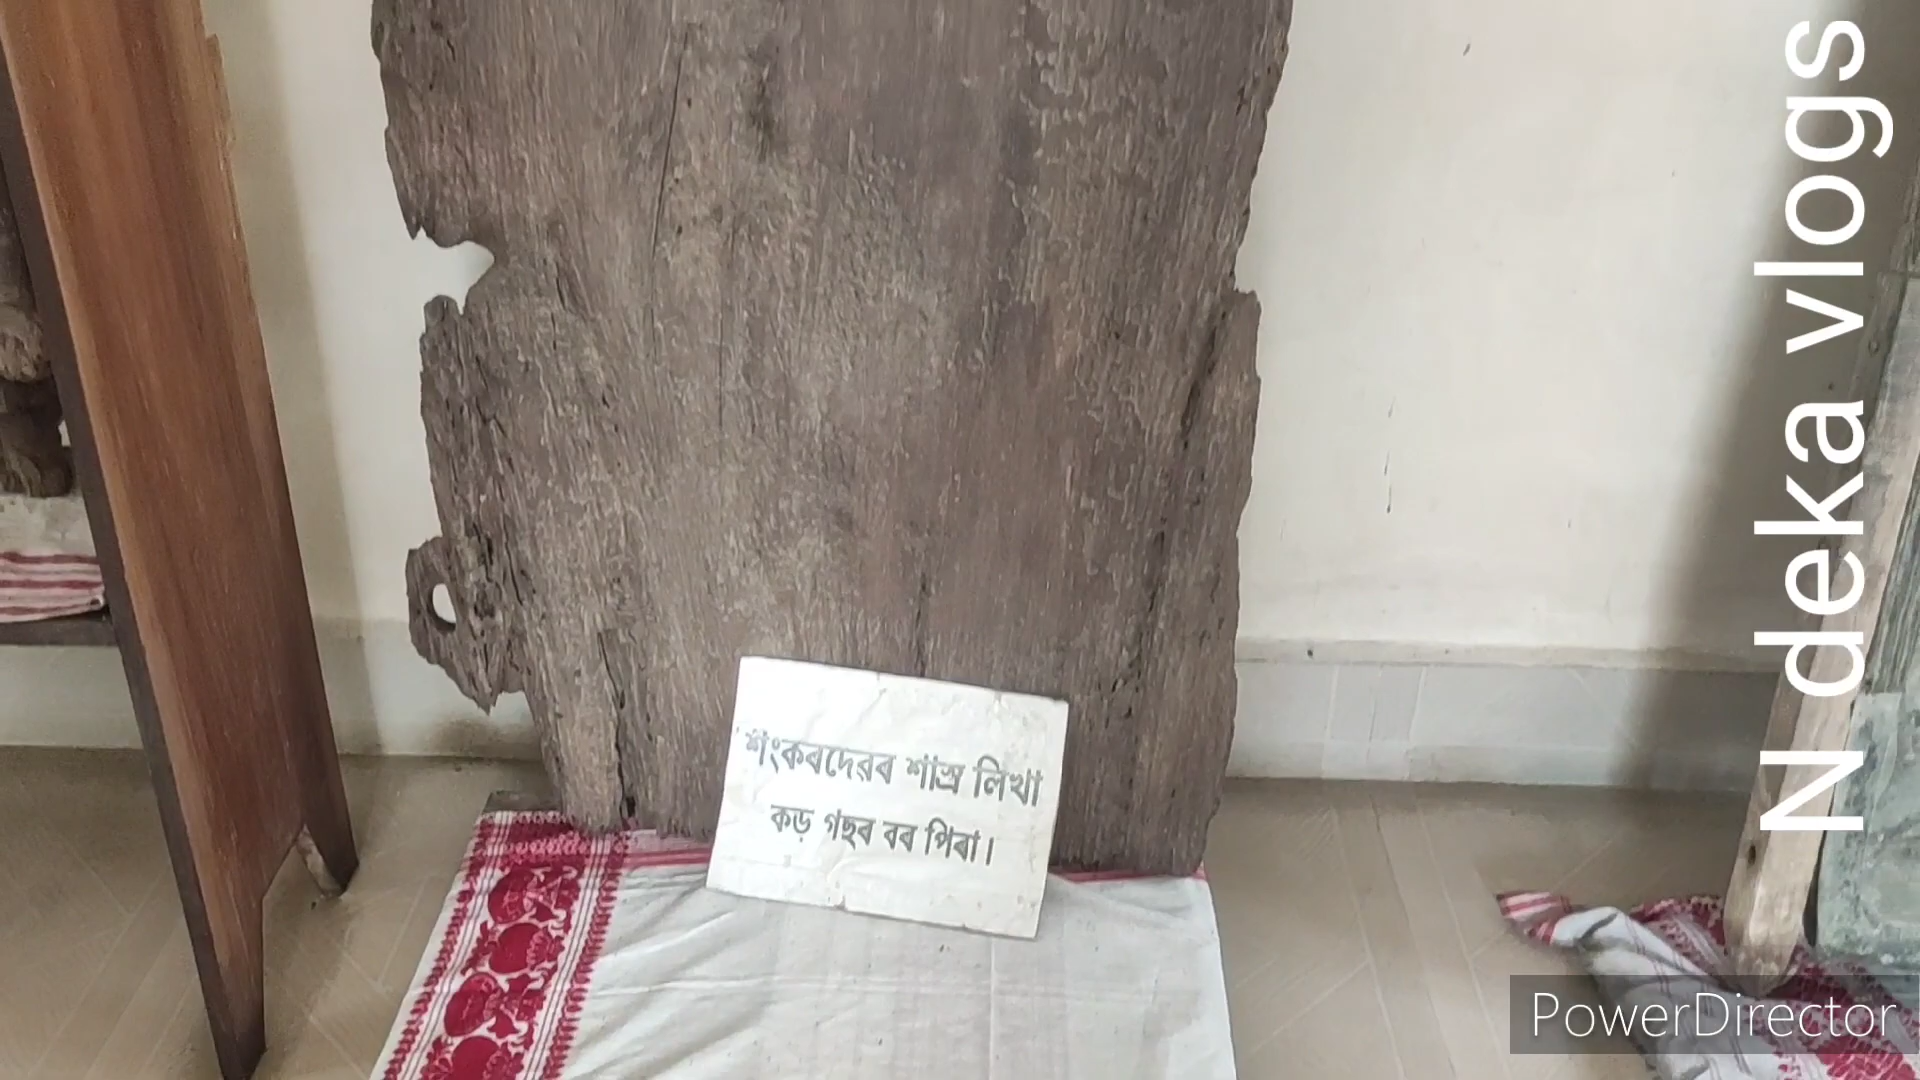 শংকৰদেৱৰ শাস্ত্ৰ লিখা
কড় গছৰ বৰ পিৰা।
N deka vlogs
PowerDirector